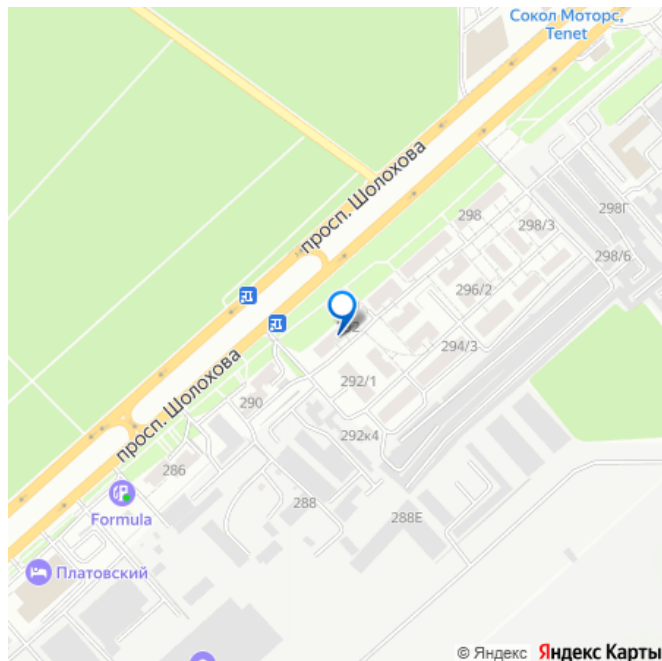 Сокол Моторс,
Tenet
просп. Шолохова
298
298/3
298Г
298/6
296/2
294/3
292/1
просп. Шолохова
290
292к4
286
288
288Е
Formula
Платовский
© Яндекс Яндекс Карты